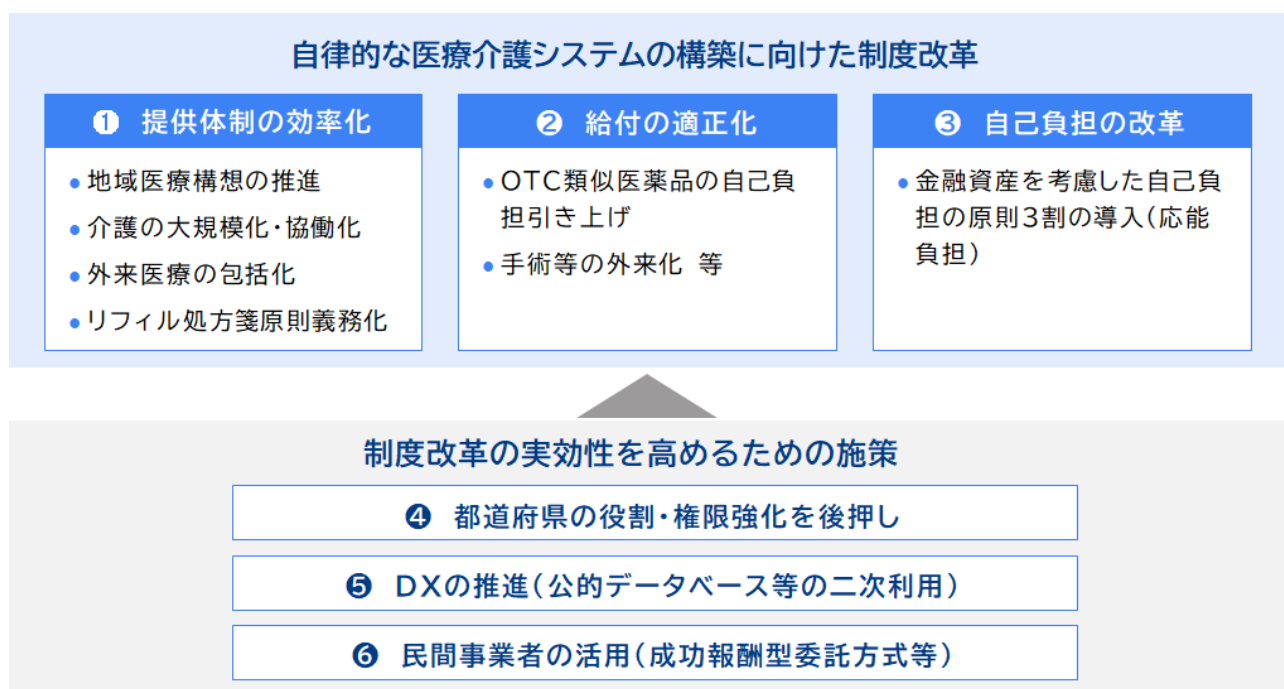 自律的な医療介護システムの構築に向けた制度改革
❶ 提供体制の効率化
● 地域医療構想の推進
● 介護の大規模化・協働化
● 外来医療の包括化
● リフィル処方箋原則義務化
❷ 給付の適正化
● OTC類似医薬品の自己負
担引き上げ
● 手術等の外来化 等
❸ 自己負担の改革
● 金融資産を考慮した自己負
担の原則3割の導入(応能
負担)
制度改革の実効性を高めるための施策
❹ 都道府県の役割・権限強化を後押し
❺ DXの推進(公的データベース等の二次利用)
❻ 民間事業者の活用(成功報酬型委託方式等)